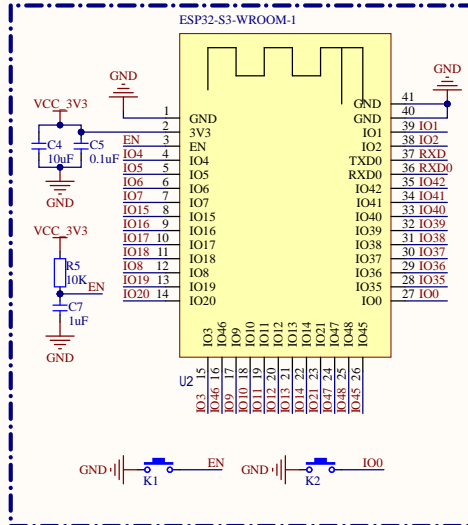 ESP32-S3-WROOM-1
GND
VCC_3V3
C4
10uF
C5
0.1uF
GND
VCC_3V3
R5
10K
EN
C7
1uF
GND
1 GND
2 3V3
EN 3 EN
IO4 4 IO4
IO5 5 IO5
IO6 6 IO6
IO7 7 IO7
IO15 8 IO15
IO16 9 IO16
IO17 10 IO17
IO18 11 IO18
IO8 12 IO8
IO19 13 IO19
IO20 14 IO20
GND
GND 41
GND 40
IO1 39 IO1
IO2 38 IO2
TXD0 37 RXD
RXD0 36 RXD0
IO42 35 IO42
IO41 34 IO41
IO40 33 IO40
IO39 32 IO39
IO38 31 IO38
IO37 30 IO37
IO36 29 IO36
IO35 28 IO35
IO0 27 IO0
IO3 IO46 IO9 IO10 IO11 IO12 IO13 IO14 IO21 IO47 IO48 IO45
15 16 17 18 19 20 21 22 23 24 25 26
IO3 IO46 IO9 IO10 IO11 IO12 IO13 IO14 IO21 IO47 IO48 IO45
U2
GND
K1
EN
GND
K2
IO0